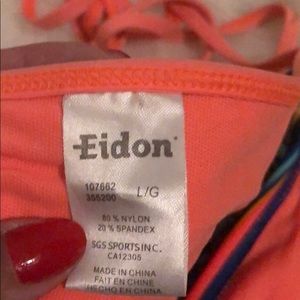 Eidon
107662
355200
L/G
80 % NYLON
20 % SPANDEX
SGS SPORTS INC.
CA12305
MADE IN CHINA
FAIT EN CHINE
HECHO EN CHINA